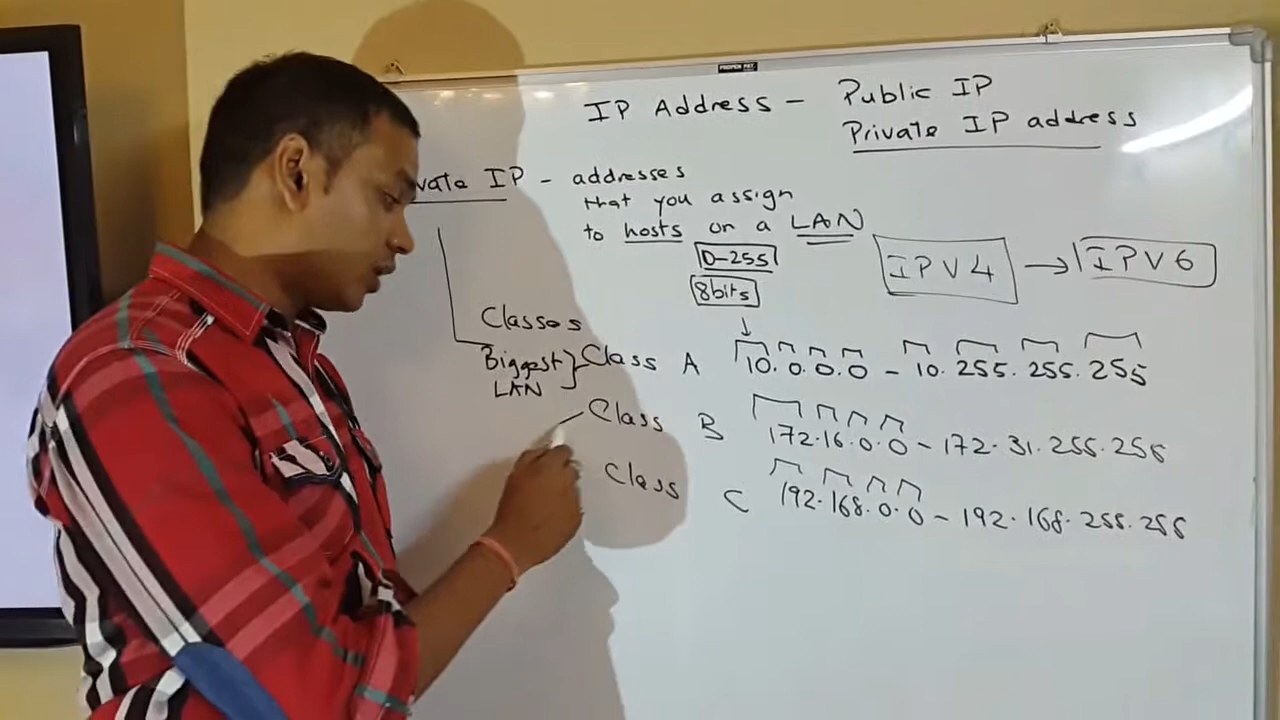 IP Address - Public IP
Private IP address
vate IP - addresses
that you assign
to hosts on a LAN
0-255
8bits
IPV4 → IPV6
Classes
Biggest
LAN
Class A 10.0.0.0 - 10.255.255.255
Class B 172.16.0.0 - 172.31.255.255
Class C 192.168.0.0 - 192.168.255.255